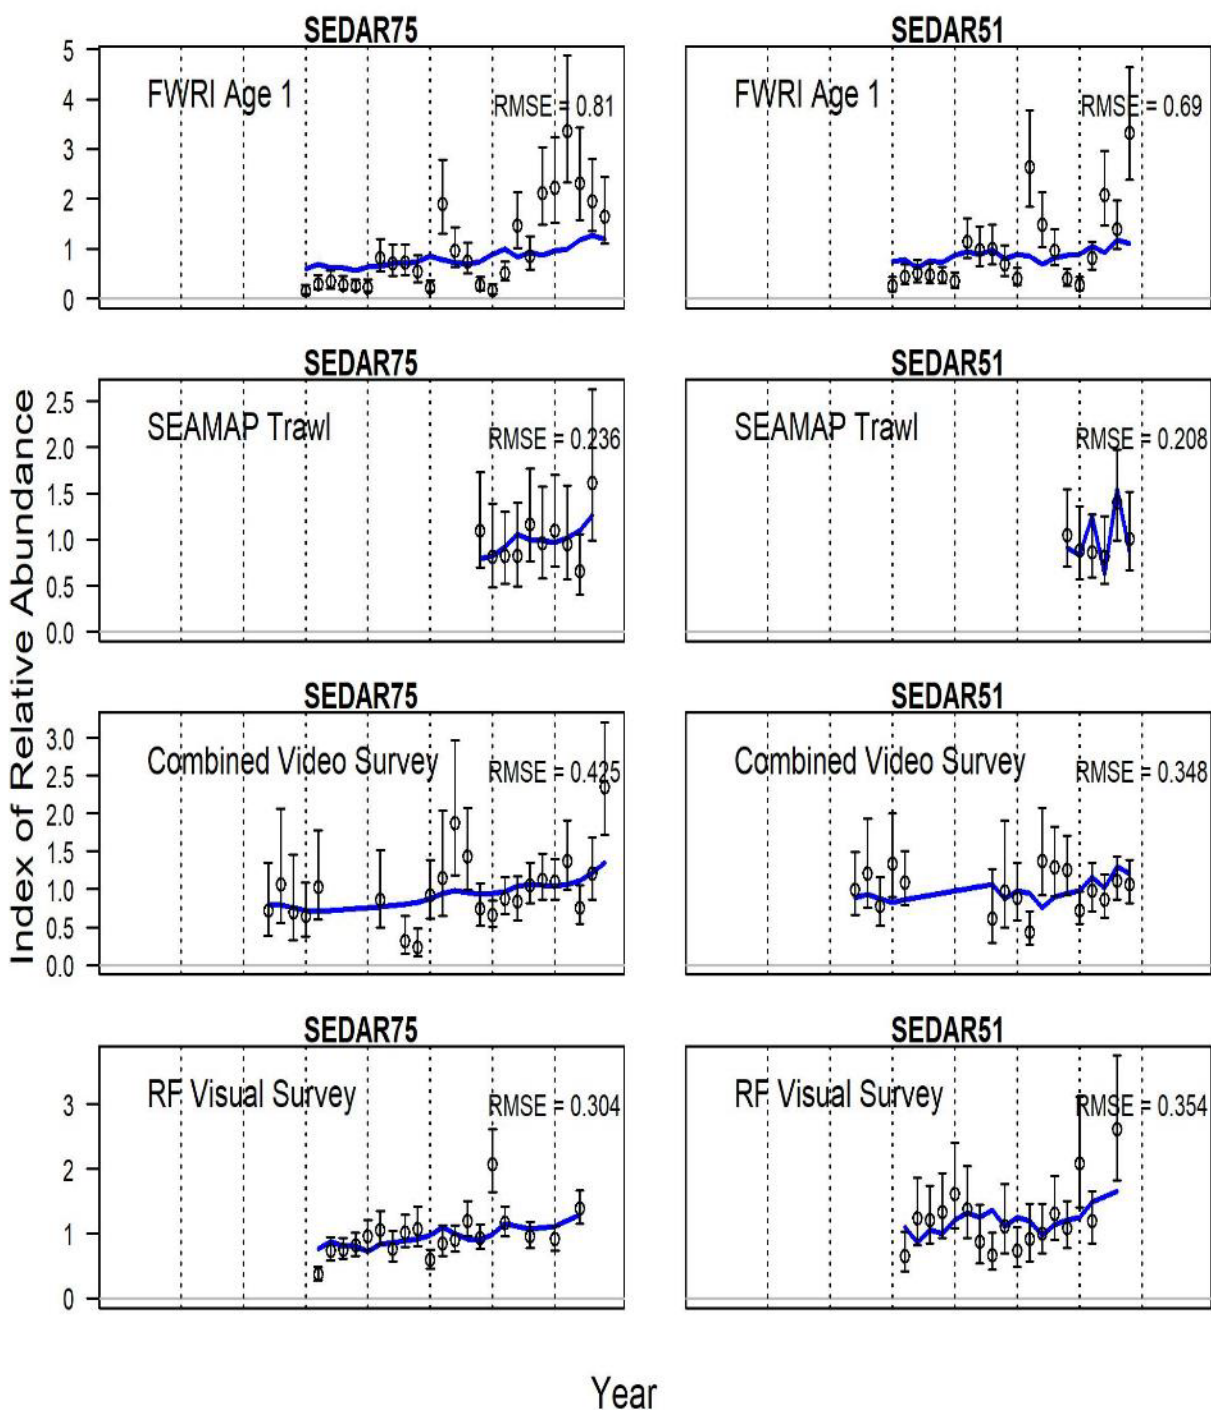 SEDAR75
SEDAR51
5
4
3
2
1
0
FWRI Age 1
RMSE = 0.81
FWRI Age 1
RMSE = 0.69
SEDAR75
SEDAR51
2.5
2.0
1.5
1.0
0.5
0.0
SEAMAP Trawl
RMSE = 0.236
SEAMAP Trawl
RMSE = 0.208
Index of Relative Abundance
SEDAR75
SEDAR51
3.0
2.5
2.0
1.5
1.0
0.5
0.0
Combined Video Survey
RMSE = 0.425
Combined Video Survey
RMSE = 0.348
SEDAR75
SEDAR51
3
2
1
0
RF Visual Survey
RMSE = 0.304
RF Visual Survey
RMSE = 0.354
Year